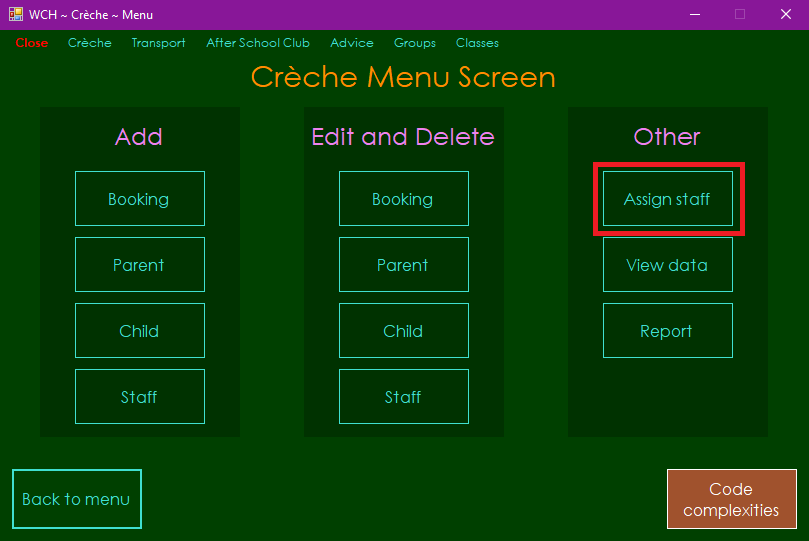 WCH ~ Crèche ~ Menu
Close Crèche Transport After School Club Advice Groups Classes
Crèche Menu Screen
Add
Booking
Parent
Child
Staff
Edit and Delete
Booking
Parent
Child
Staff
Other
Assign staff
View data
Report
Back to menu
Code
complexities